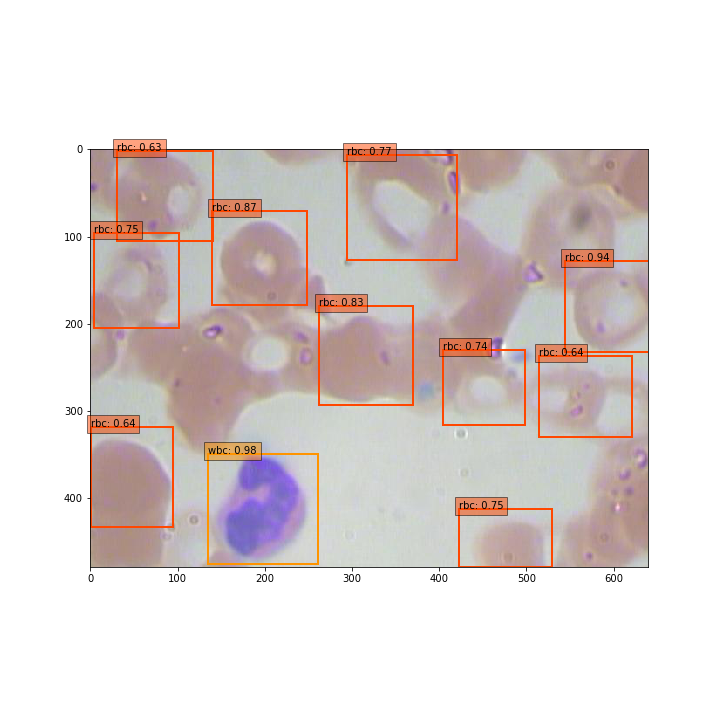 rbc: 0.63
rbc: 0.77
rbc: 0.87
rbc: 0.75
rbc: 0.94
rbc: 0.83
rbc: 0.74
rbc: 0.64
rbc: 0.64
wbc: 0.98
rbc: 0.75
0
100
200
300
400
0 100 200 300 400 500 600